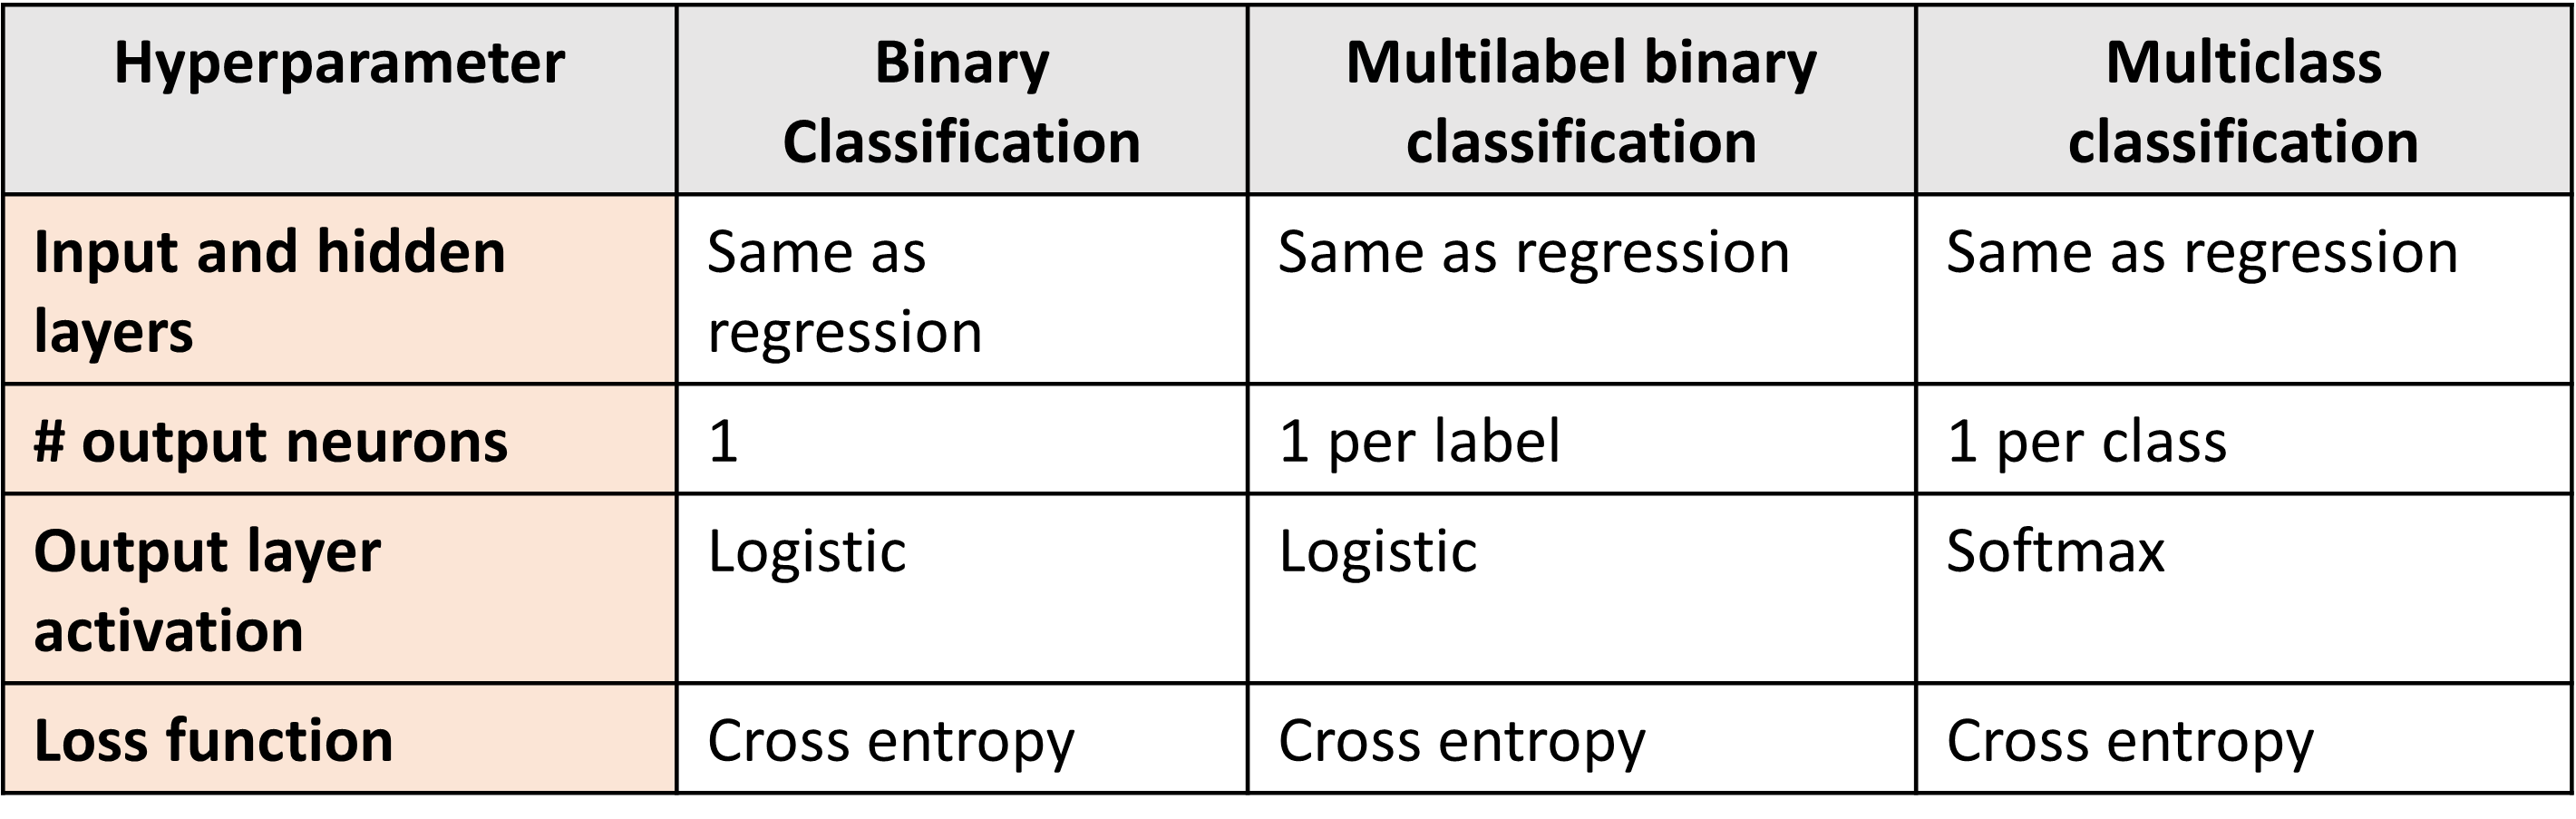 Hyperparameter
Binary
Classification
Multilabel binary
classification
Multiclass
classification
Input and hidden
layers
Same as
regression
Same as regression
Same as regression
# output neurons
1
1 per label
1 per class
Output layer
activation
Logistic
Logistic
Softmax
Loss function
Cross entropy
Cross entropy
Cross entropy